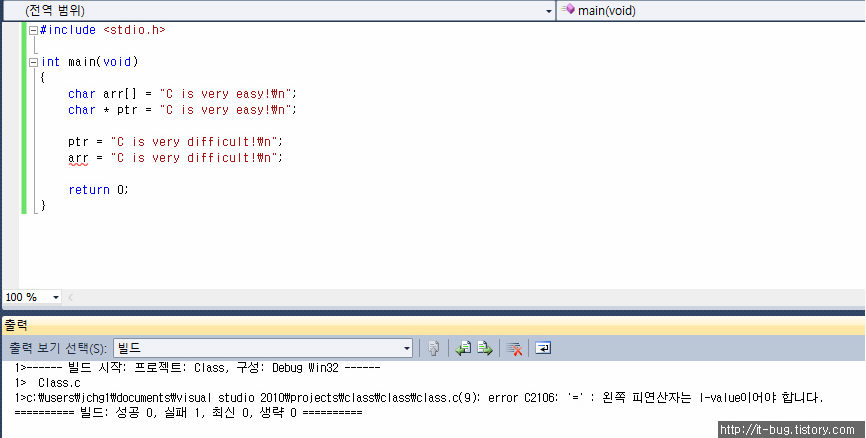 (전역 범위)
main(void)
#include <stdio.h>
int main(void)
{
char arr[] = "C is very easy!₩n";
char * ptr = "C is very easy!₩n";
ptr = "C is very difficult!₩n";
arr = "C is very difficult!₩n";
return 0;
}
100 %
출력
출력 보기 선택(S): 빌드
1>------ 빌드 시작: 프로젝트: Class, 구성: Debug Win32 ------
1>  Class.c
1>c:₩users₩jchg1₩documents₩visual studio 2010₩projects₩class₩class₩class.c(9): error C2106: '=' : 왼쪽 피연산자는 l-value이어야 합니다.
========== 빌드: 성공 0, 실패 1, 최신 0, 생략 0 ==========
http://it-bug.tistory.com